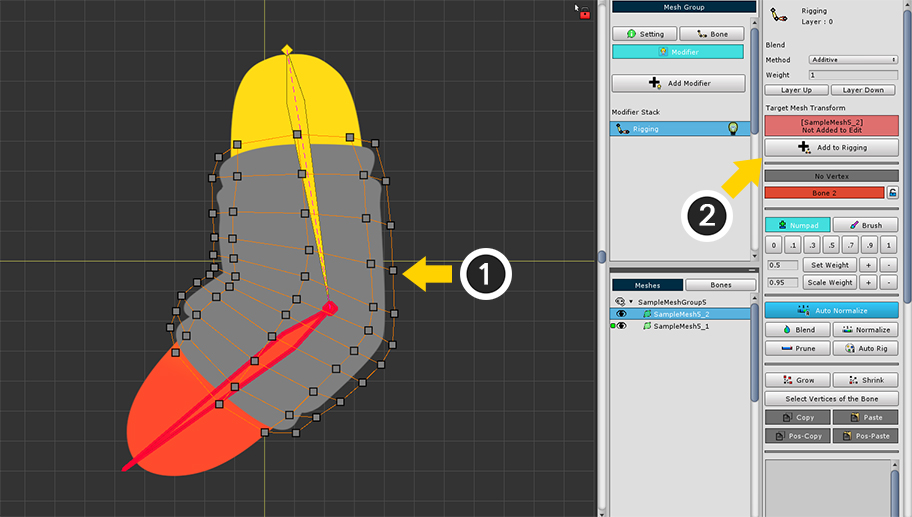 Mesh Group
Setting
Bone
Modifier
Add Modifier
Modifier Stack
Rigging
Meshes
Bones
SampleMeshGroup5
SampleMesh5_2
SampleMesh5_1
Rigging
Layer : 0
Blend
Method
Additive
Weight
1
Layer Up
Layer Down
Target Mesh Transform
[SampleMesh5_2]
Not Added to Edit
Add to Rigging
No Vertex
Bone 2
Numpad
Brush
0 .1 .3 .5 .7 .9 1
0.5 Set Weight + -
0.95 Scale Weight + -
Auto Normalize
Blend
Normalize
Prune
Auto Rig
Grow
Shrink
Select Vertices of the Bone
Copy
Paste
Pos-Copy
Pos-Paste
1
2